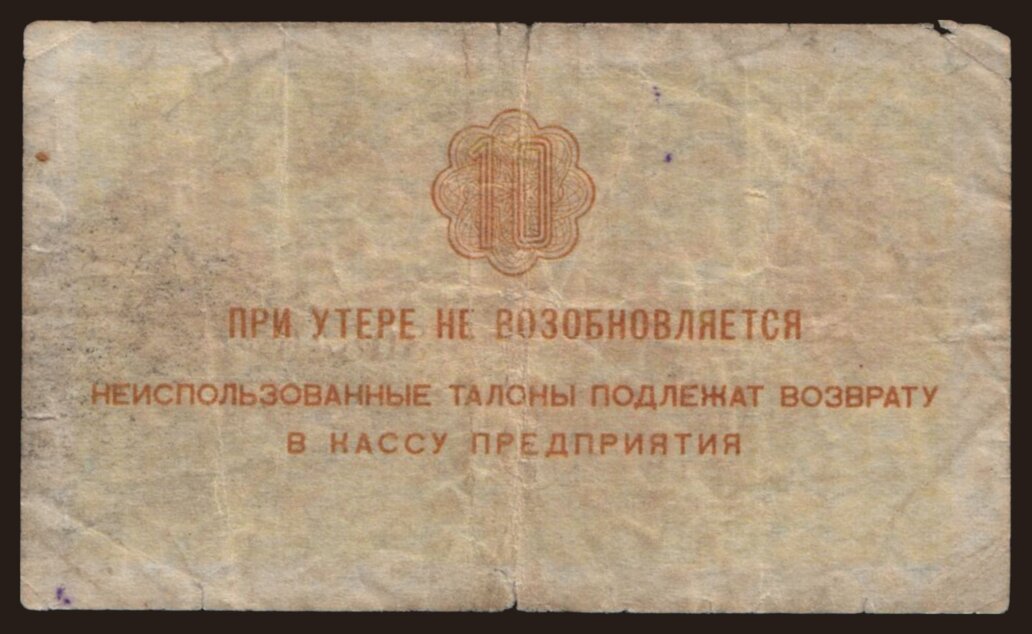 10
ПРИ УТЕРЕ НЕ ВОЗОБНОВЛЯЕТСЯ
НЕИСПОЛЬЗОВАННЫЕ ТАЛОНЫ ПОДЛЕЖАТ ВОЗВРАТУ
В КАССУ ПРЕДПРИЯТИЯ